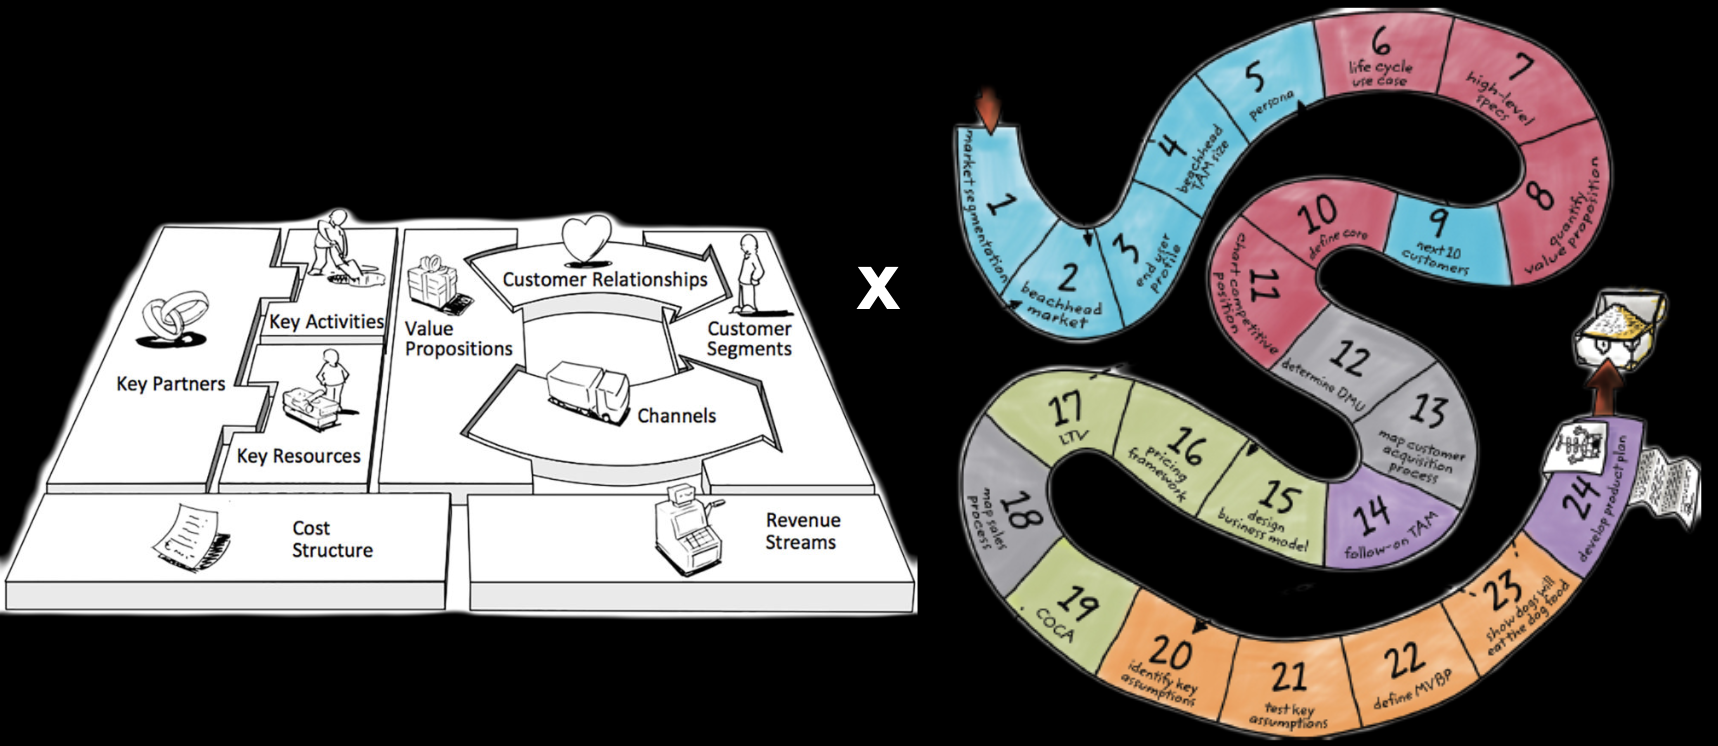 Key Partners
Key Activities
Key Resources
Value
Propositions
Customer Relationships
Channels
Customer
Segments
Cost
Structure
Revenue
Streams
X
1
market segmentation
2
beachhead
market
3
end user
profile
4
beachhead
TAM size
5
persona
6
life cycle
use case
7
high-level
specs
8
quantify
value proposition
9
next 10
customers
10
define core
11
chart competitive
position
12
determine DMU
13
map customer
acquisition
process
14
follow-on TAM
15
design
business model
16
pricing
framework
17
LTV
18
map sales
process
19
COCA
20
identify key
assumptions
21
test key
assumptions
22
define MVBP
23
show dogs will
eat the dog food
24
develop product plan